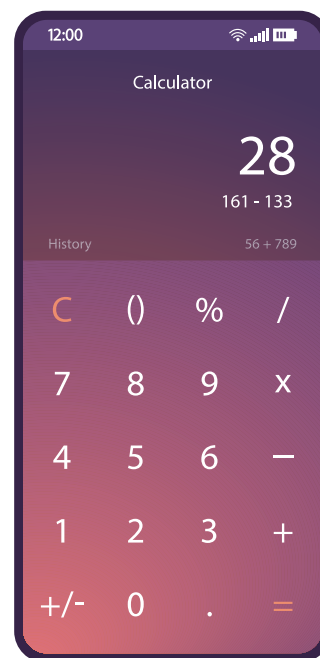 12:00
Calculator
28
161 - 133
History 56 + 789
C () % /
7 8 9 x
4 5 6 −
1 2 3 +
+/- 0 . =